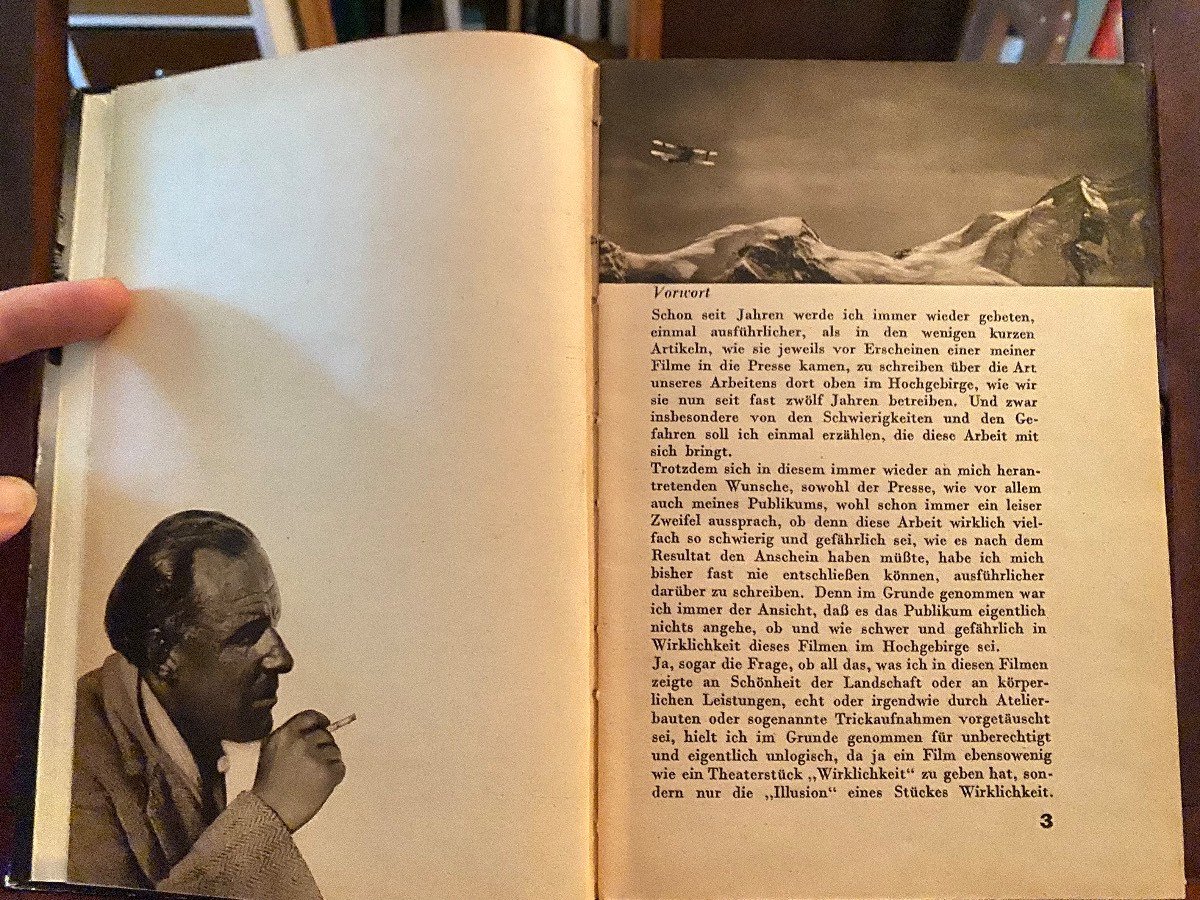 Vorwort
Schon seit Jahren werde ich immer wieder gebeten,
einmal ausführlicher, als in den wenigen kurzen
Artikeln, wie sie jeweils vor Erscheinen einer meiner
Filme in die Presse kamen, zu schreiben über die Art
unseres Arbeitens dort oben im Hochgebirge, wie wir
sie nun seit fast zwölf Jahren betreiben. Und zwar
insbesondere von den Schwierigkeiten und den Ge-
fahren soll ich einmal erzählen, die diese Arbeit mit
sich bringt.
Trotzdem sich in diesem immer wieder an mich heran-
tretenden Wunsche, sowohl der Presse, wie vor allem
auch meines Publikums, wohl schon immer ein leiser
Zweifel aussprach, ob denn diese Arbeit wirklich viel-
fach so schwierig und gefährlich sei, wie es nach dem
Resultat den Anschein haben müßte, habe ich mich
bisher fast nie entschließen können, ausführlicher
darüber zu schreiben. Denn im Grunde genommen war
ich immer der Ansicht, daß es das Publikum eigentlich
nichts angehe, ob und wie schwer und gefährlich in
Wirklichkeit dieses Filmen im Hochgebirge sei.
Ja, sogar die Frage, ob all das, was ich in diesen Filmen
zeigte an Schönheit der Landschaft oder an körper-
lichen Leistungen, echt oder irgendwie durch Atelier-
bauten oder sogenannte Trickaufnahmen vorgetäuscht
sei, hielt ich im Grunde genommen für unberechtigt
und eigentlich unlogisch, da ja ein Film ebensowenig
wie ein Theaterstück „Wirklichkeit“ zu geben hat, son-
dern nur die „Illusion“ eines Stückes Wirklichkeit.
3